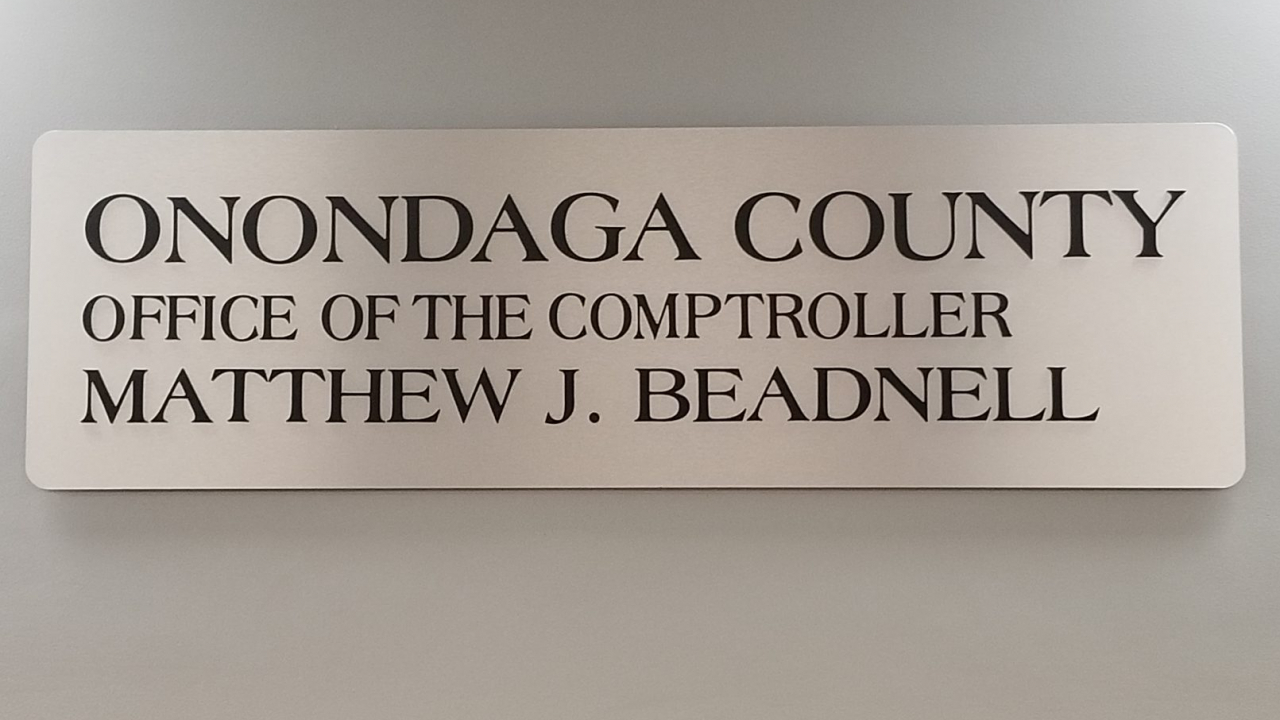 ONONDAGA COUNTY
OFFICE OF THE COMPTROLLER
MATTHEW J. BEADNELL